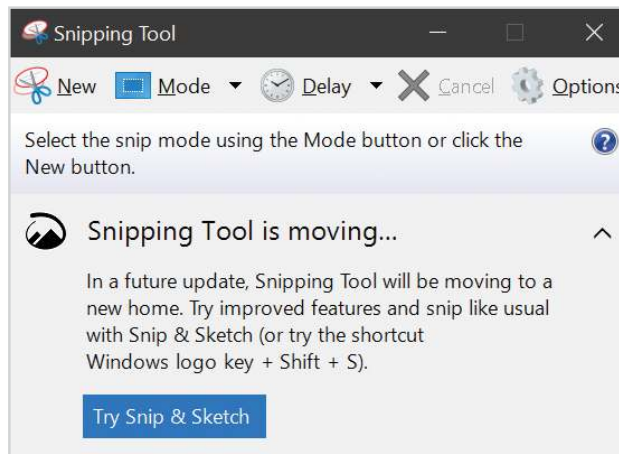 Snipping Tool
New Mode Delay Cancel Options
Select the snip mode using the Mode button or click the
New button.
Snipping Tool is moving...
In a future update, Snipping Tool will be moving to a
new home. Try improved features and snip like usual
with Snip & Sketch (or try the shortcut
Windows logo key + Shift + S).
Try Snip & Sketch